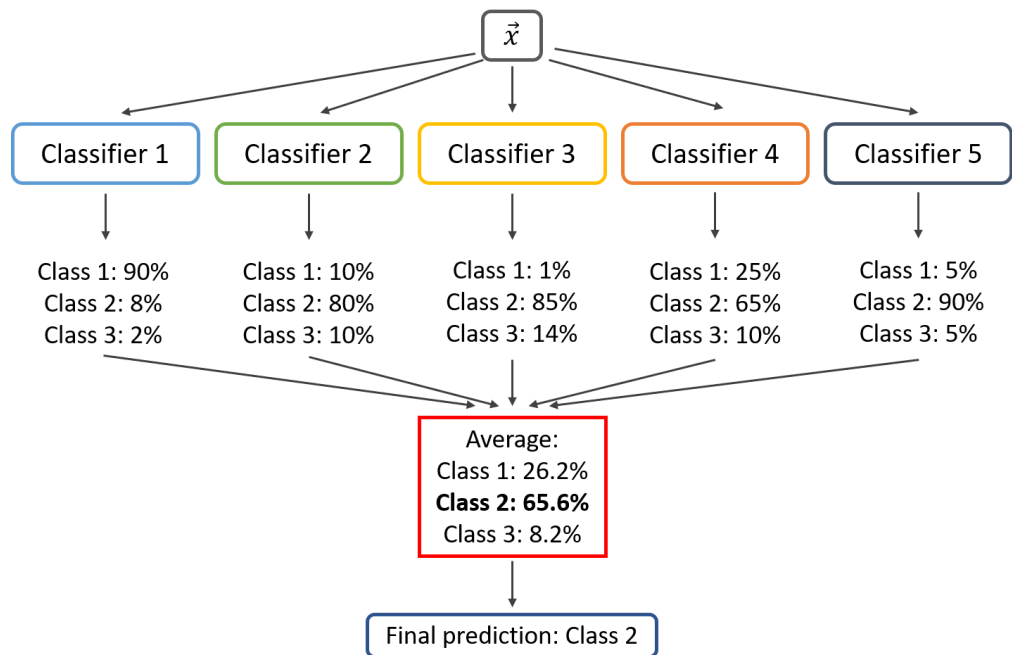 x⃗
Classifier 1
Classifier 2
Classifier 3
Classifier 4
Classifier 5
Class 1: 90%
Class 2: 8%
Class 3: 2%
Class 1: 10%
Class 2: 80%
Class 3: 10%
Class 1: 1%
Class 2: 85%
Class 3: 14%
Class 1: 25%
Class 2: 65%
Class 3: 10%
Class 1: 5%
Class 2: 90%
Class 3: 5%
Average:
Class 1: 26.2%
Class 2: 65.6%
Class 3: 8.2%
Final prediction: Class 2